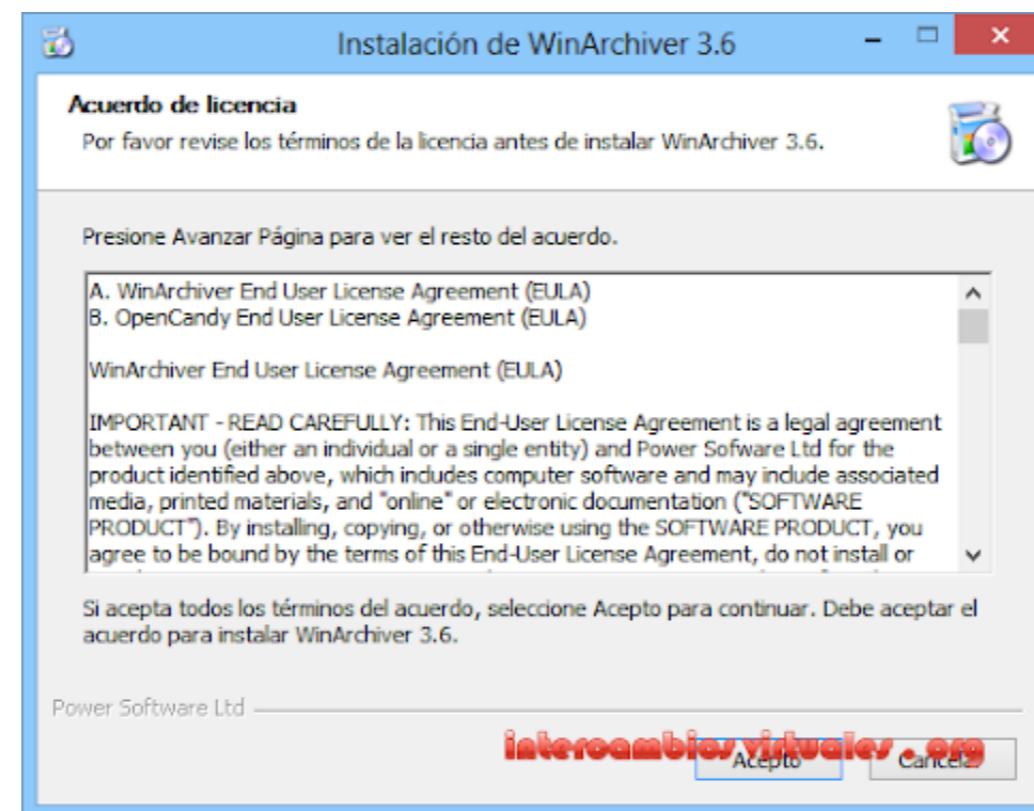 Instalación de WinArchiver 3.6
Acuerdo de licencia
Por favor revise los términos de la licencia antes de instalar WinArchiver 3.6.
Presione Avanzar Página para ver el resto del acuerdo.
A. WinArchiver End User License Agreement (EULA)
B. OpenCandy End User License Agreement (EULA)
WinArchiver End User License Agreement (EULA)
IMPORTANT - READ CAREFULLY: This End-User License Agreement is a legal agreement
between you (either an individual or a single entity) and Power Sofware Ltd for the
product identified above, which includes computer software and may include associated
media, printed materials, and "online" or electronic documentation ("SOFTWARE
PRODUCT"). By installing, copying, or otherwise using the SOFTWARE PRODUCT, you
agree to be bound by the terms of this End-User License Agreement, do not install or
Si acepta todos los términos del acuerdo, seleccione Acepto para continuar. Debe aceptar el
acuerdo para instalar WinArchiver 3.6.
Power Software Ltd
intercambios virtuales . org
Acepto
Cancelar